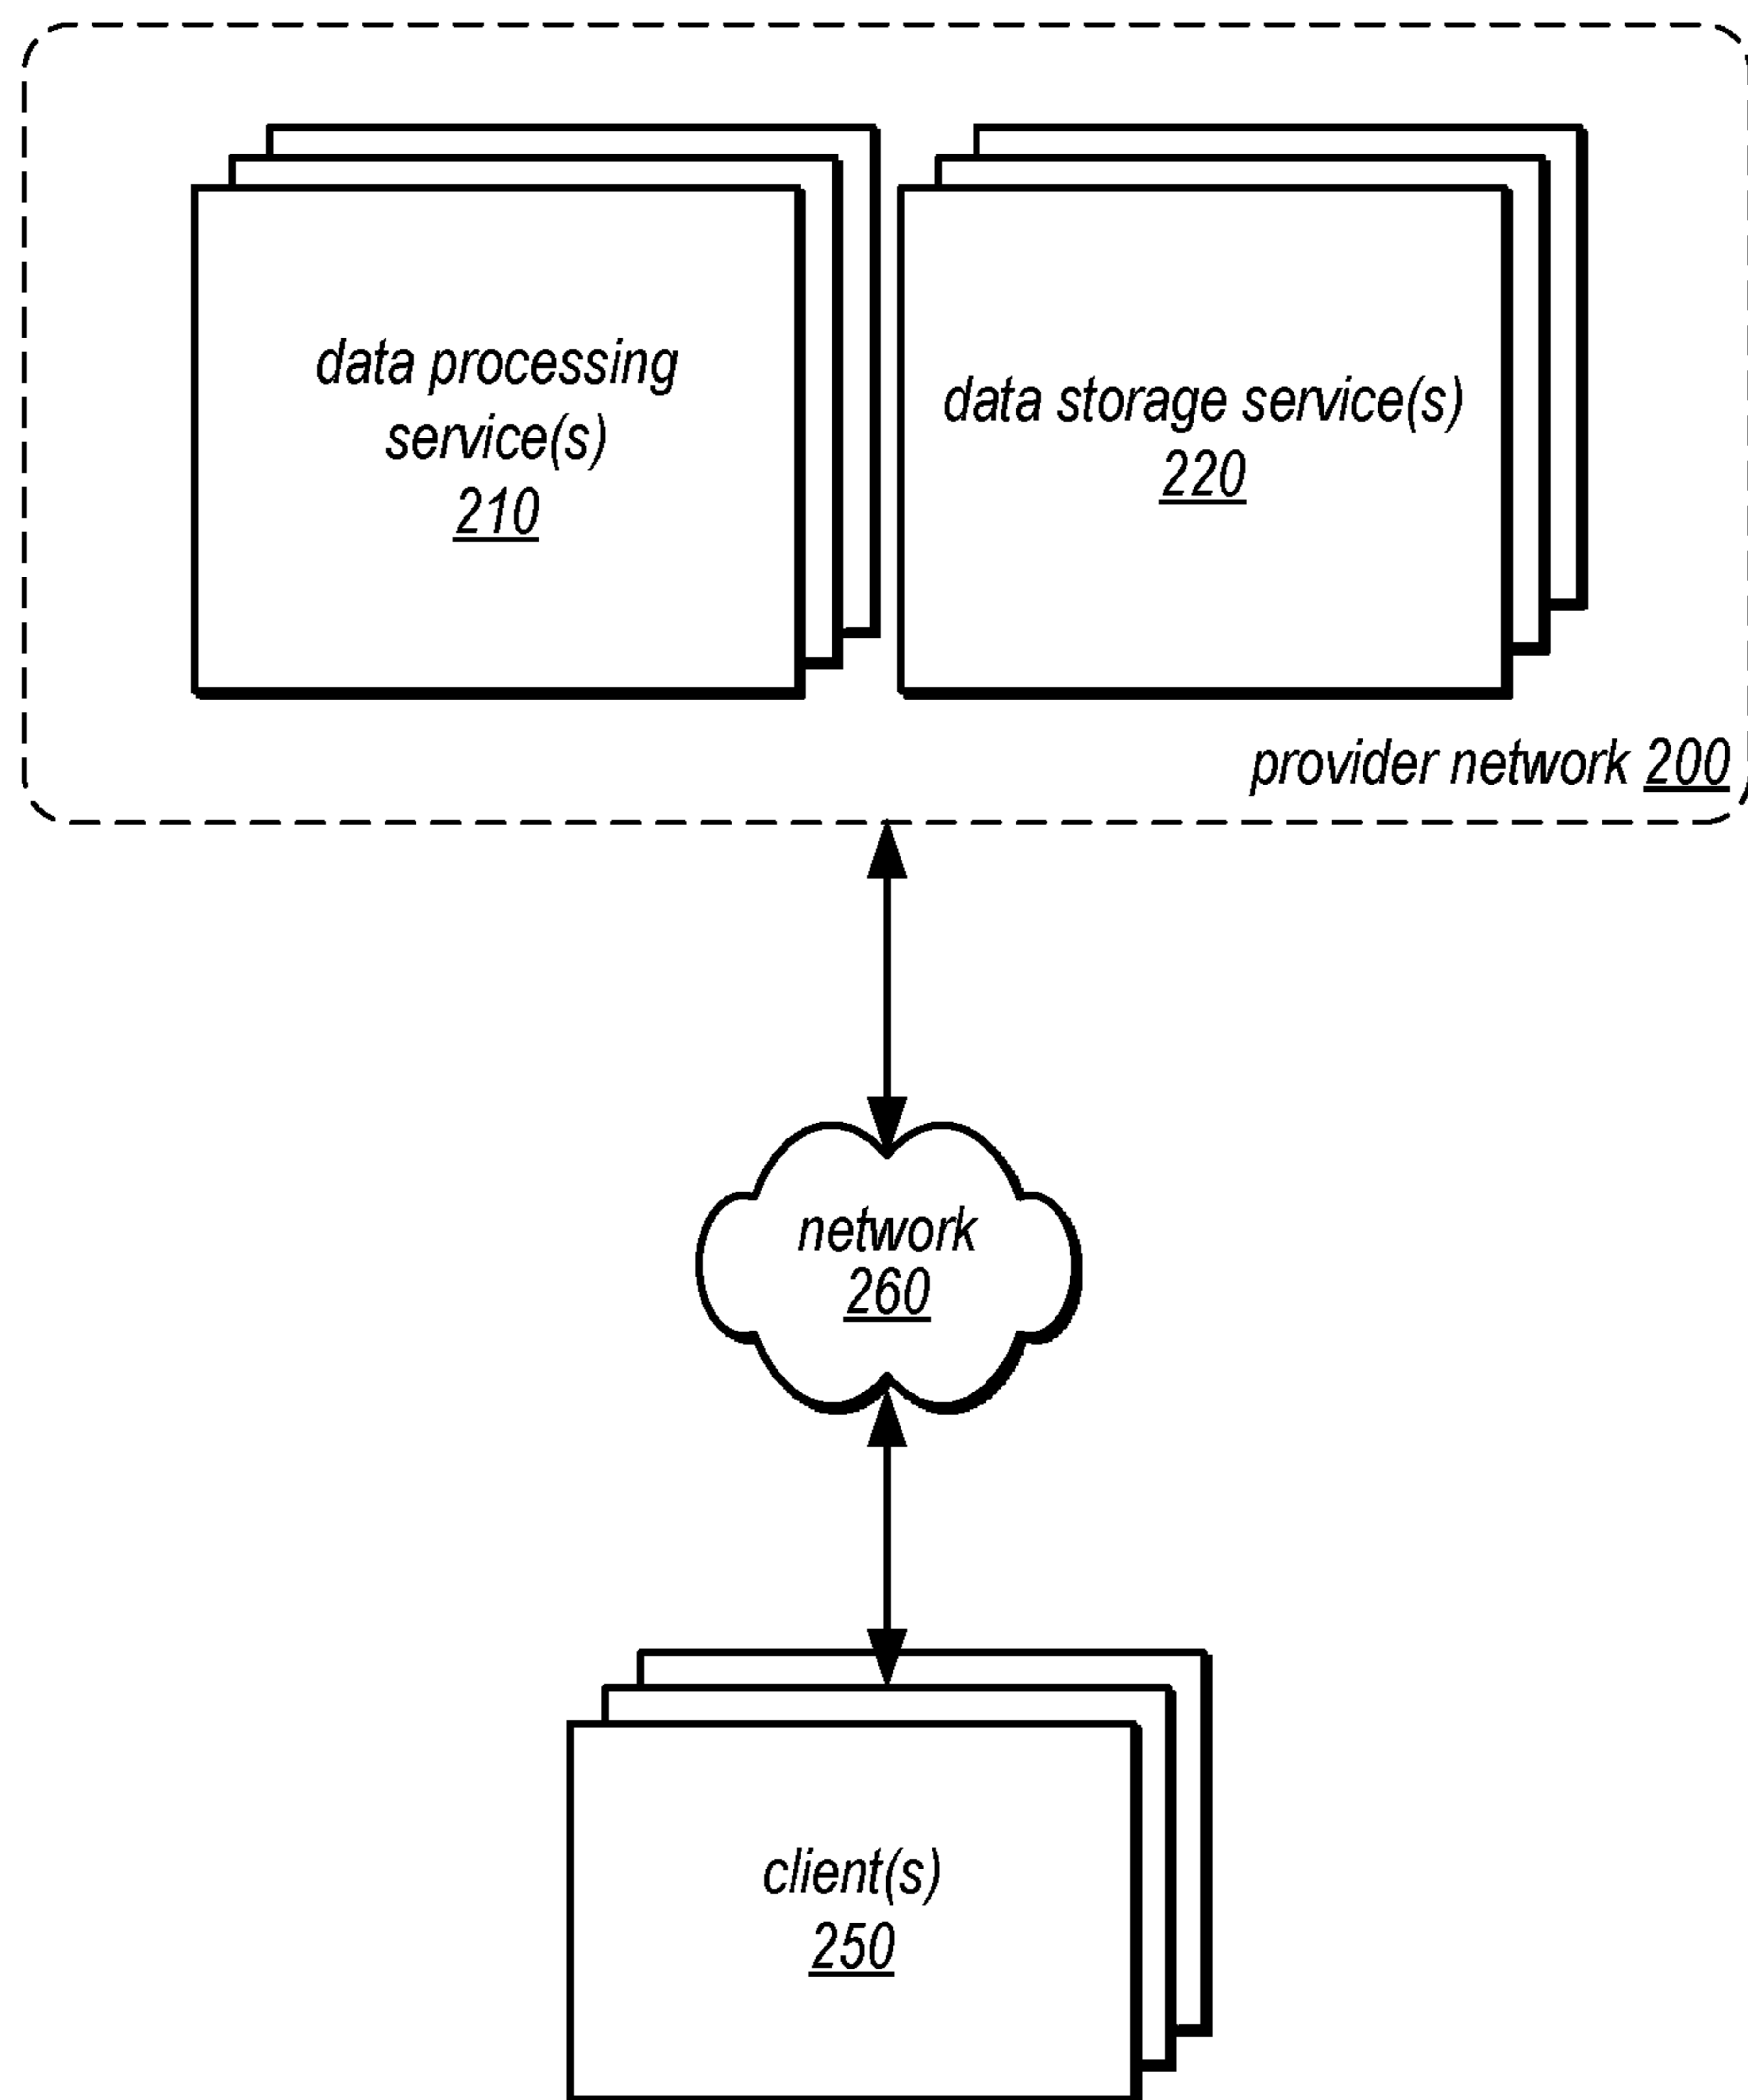 data processing
service(s)
210
data storage service(s)
220
provider network 200
network
260
client(s)
250